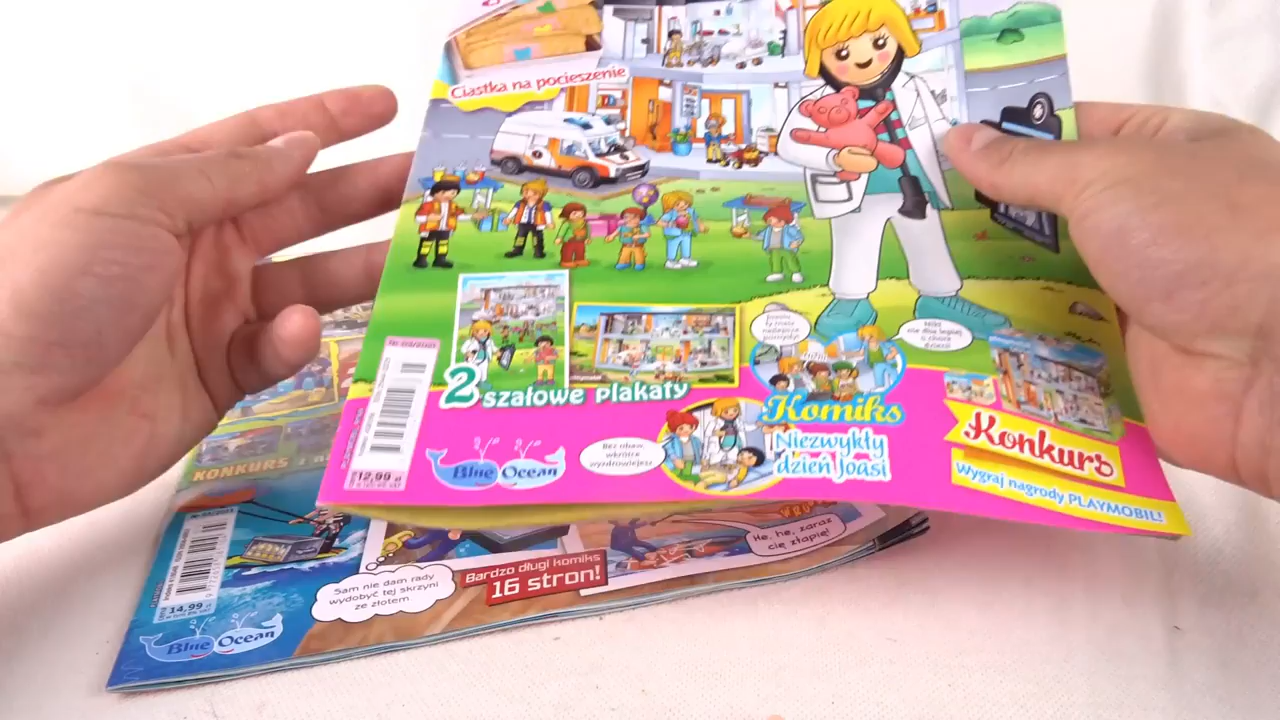 Ciastka na pocieszenie
2 szałowe plakaty
12,99 zł
Blue Ocean
Bez obaw,
wkrótce
wyzdrowiejesz!
Komiks
Niezwykły
dzień Joasi
Konkurs
Wygraj nagrody PLAYMOBIL!
KONKURS z na
14,99 zł
Blue Ocean
Sam nie dam rady
wydobyć tej skrzyni
ze złotem.
Bardzo długi komiks
16 stron!
He, he, zaraz
cię złapię!